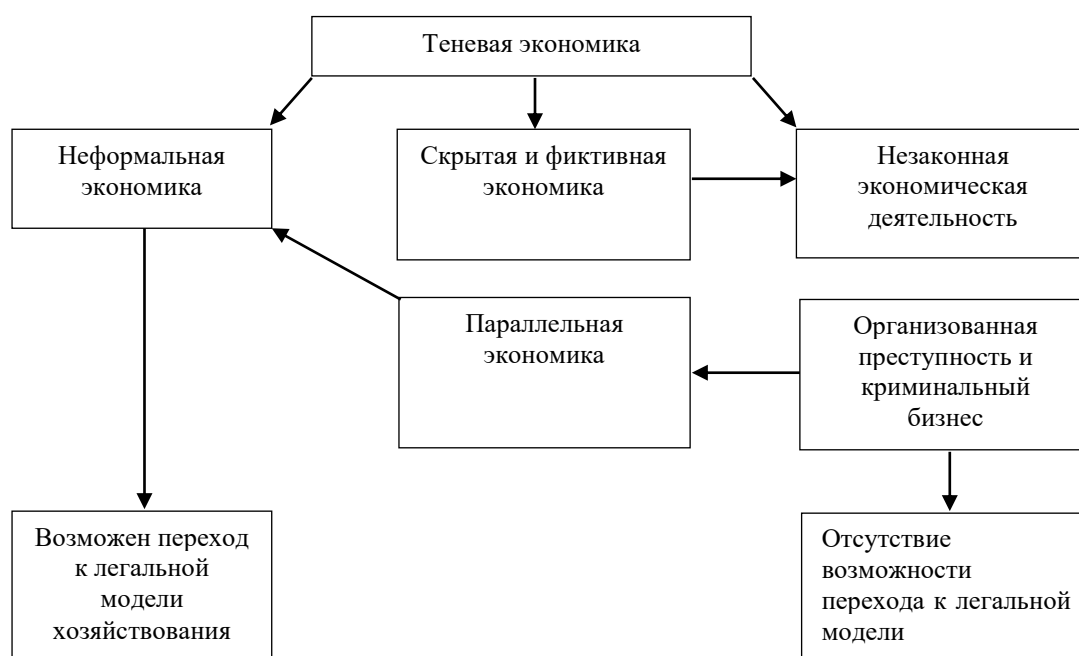 Теневая экономика
Неформальная
экономика
Скрытая и фиктивная
экономика
Незаконная
экономическая
деятельность
Параллельная
экономика
Организованная
преступность и
криминальный
бизнес
Возможен переход
к легальной
модели
хозяйствования
Отсутствие
возможности
перехода к легальной
модели